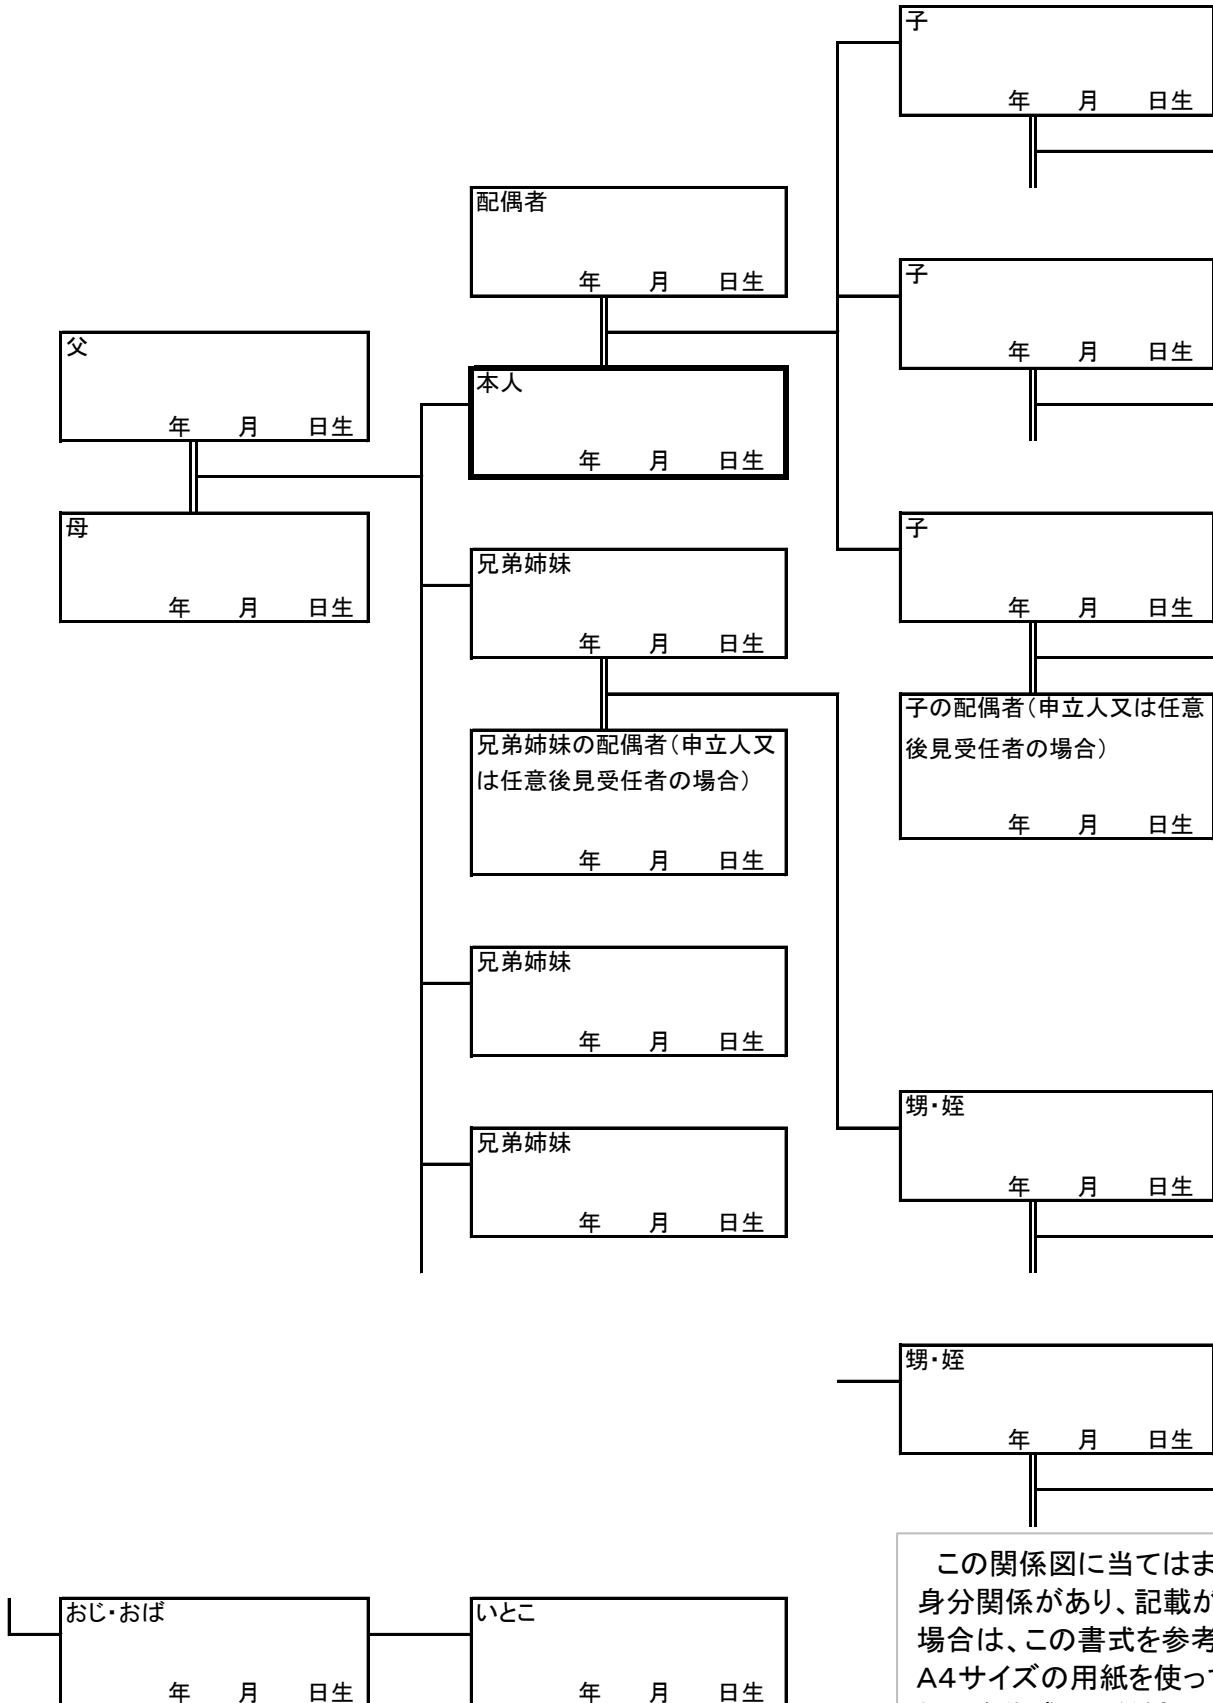 子
年 月 日生
配偶者
年 月 日生
子
年 月 日生
父
年 月 日生
本人
年 月 日生
母
年 月 日生
兄弟姉妹
年 月 日生
子
年 月 日生
子の配偶者（申立人又は任意
後見受任者の場合）
年 月 日生
兄弟姉妹の配偶者（申立人又
は任意後見受任者の場合）
年 月 日生
兄弟姉妹
年 月 日生
甥・姪
年 月 日生
兄弟姉妹
年 月 日生
甥・姪
年 月 日生
おじ・おば
年 月 日生
いとこ
年 月 日生
この関係図に当てはま
身分関係があり、記載が
場合は、この書式を参考
A4サイズの用紙を使って